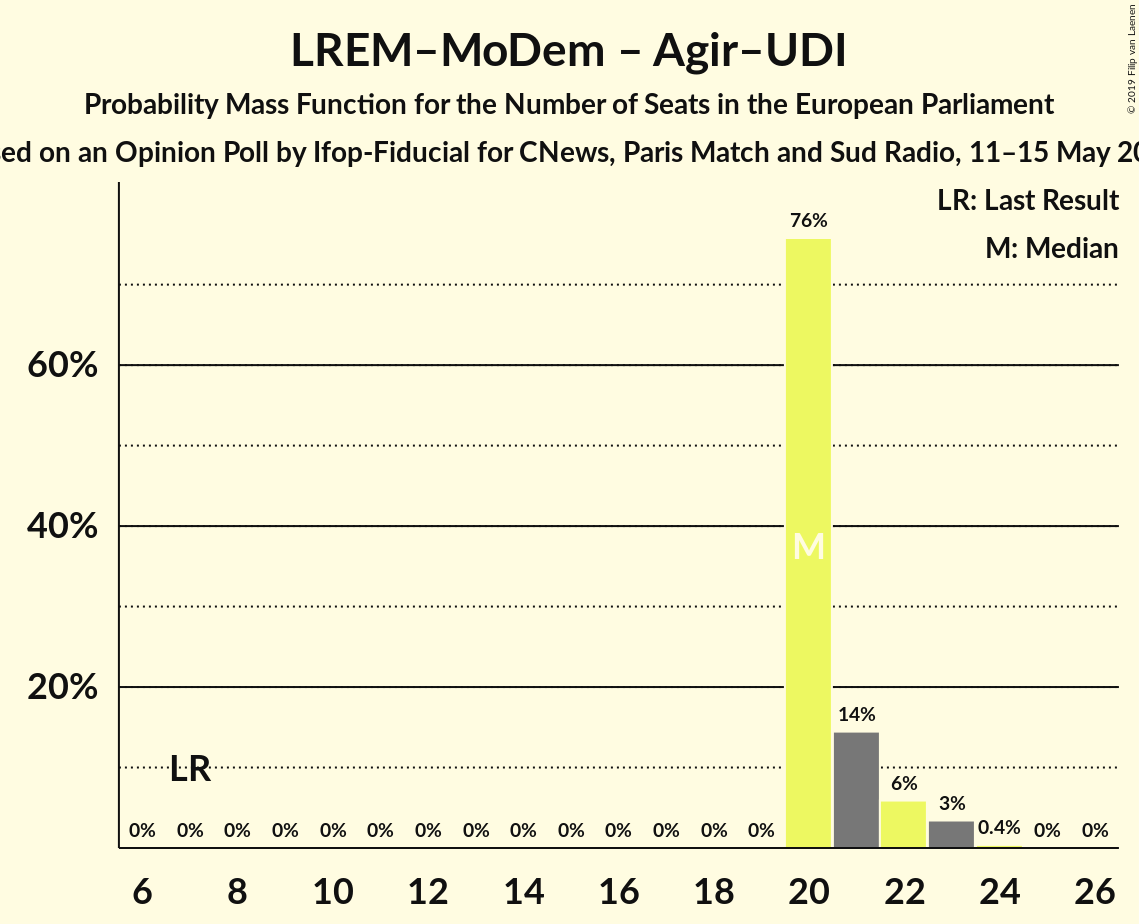 LREM–MoDem – Agir–UDI
Probability Mass Function for the Number of Seats in the European Parliament
on an Opinion Poll by Ifop-Fiducial for CNews, Paris Match and Sud Radio, 11–15 May
© 2019 Filip van Laenen
LR: Last Result
M: Median
76%
60%
40%
M
20%
14%
LR
6%
3%
0% 0% 0% 0% 0% 0% 0% 0% 0% 0% 0% 0% 0% 0% 0.4% 0% 0%
6 8 10 12 14 16 18 20 22 24 26